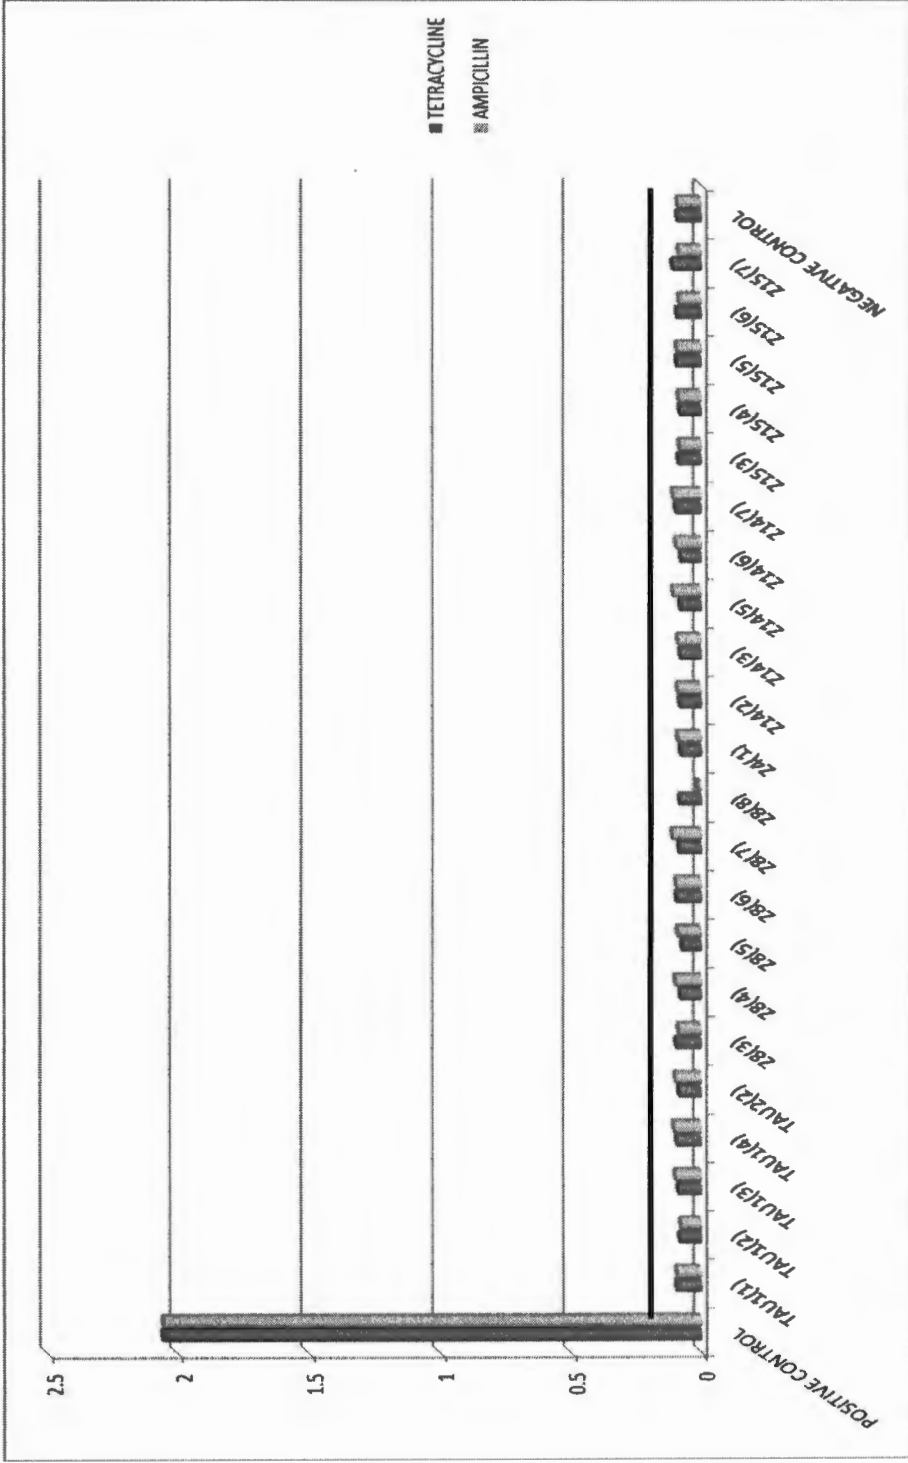 2.5
2
1.5
1
0.5
0
POSITIVE CONTROL
TAU1(1)
TAU1(2)
TAU1(3)
TAU1(4)
TAU2(2)
Z8(3)
Z8(4)
Z8(5)
Z8(6)
Z8(7)
Z8(8)
Z4(1)
Z14(2)
Z14(3)
Z14(5)
Z14(6)
Z14(7)
Z15(3)
Z15(4)
Z15(5)
Z15(6)
Z15(7)
NEGATIVE CONTROL
TETRACYCLINE
AMPICILLIN